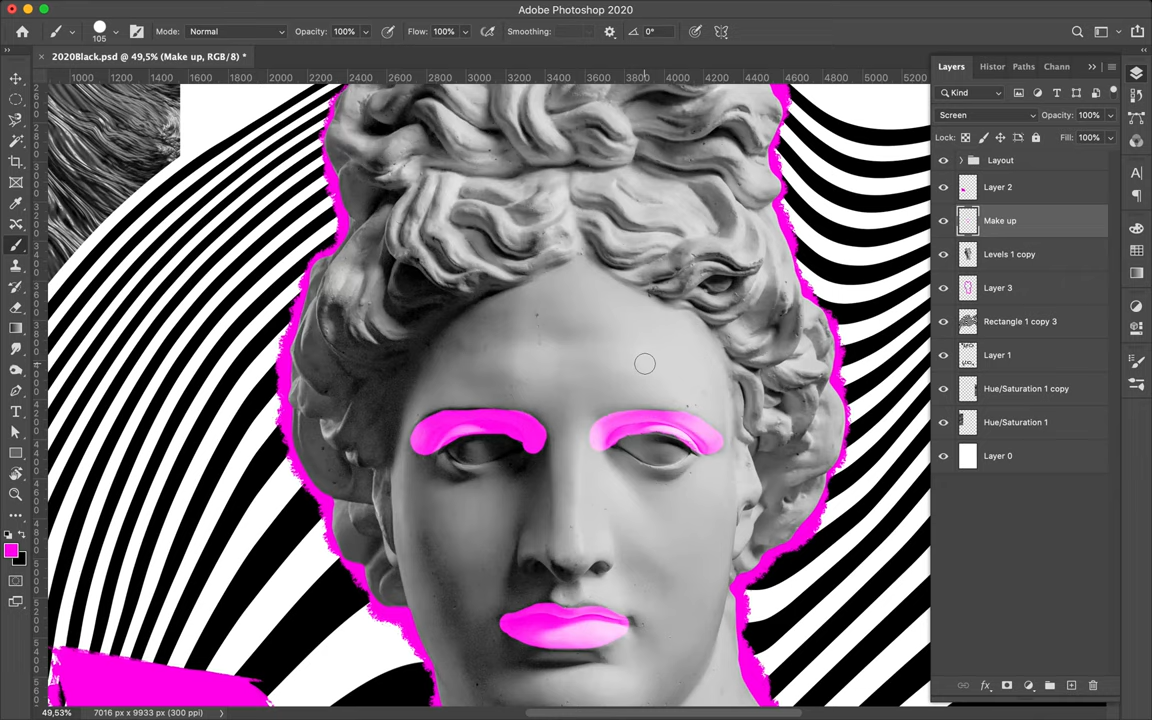 Adobe Photoshop 2020
105
Mode: Normal
Opacity: 100%
Flow: 100%
Smoothing:
0°
2020Black.psd @ 49,5% (Make up, RGB/8) *
1000 1200 1400 1600 1800 2000 2200 2400 2600 2800 3000 3200 3400 3600 3800 4000 4200 4400 4600 4800 5000 5200
Layers Histor Paths Chann
Kind
Screen Opacity: 100%
Lock: Fill: 100%
Layout
Layer 2
Make up
Levels 1 copy
Layer 3
Rectangle 1 copy 3
Layer 1
Hue/Saturation 1 copy
Hue/Saturation 1
Layer 0
49,53% 7016 px x 9933 px (300 ppi)